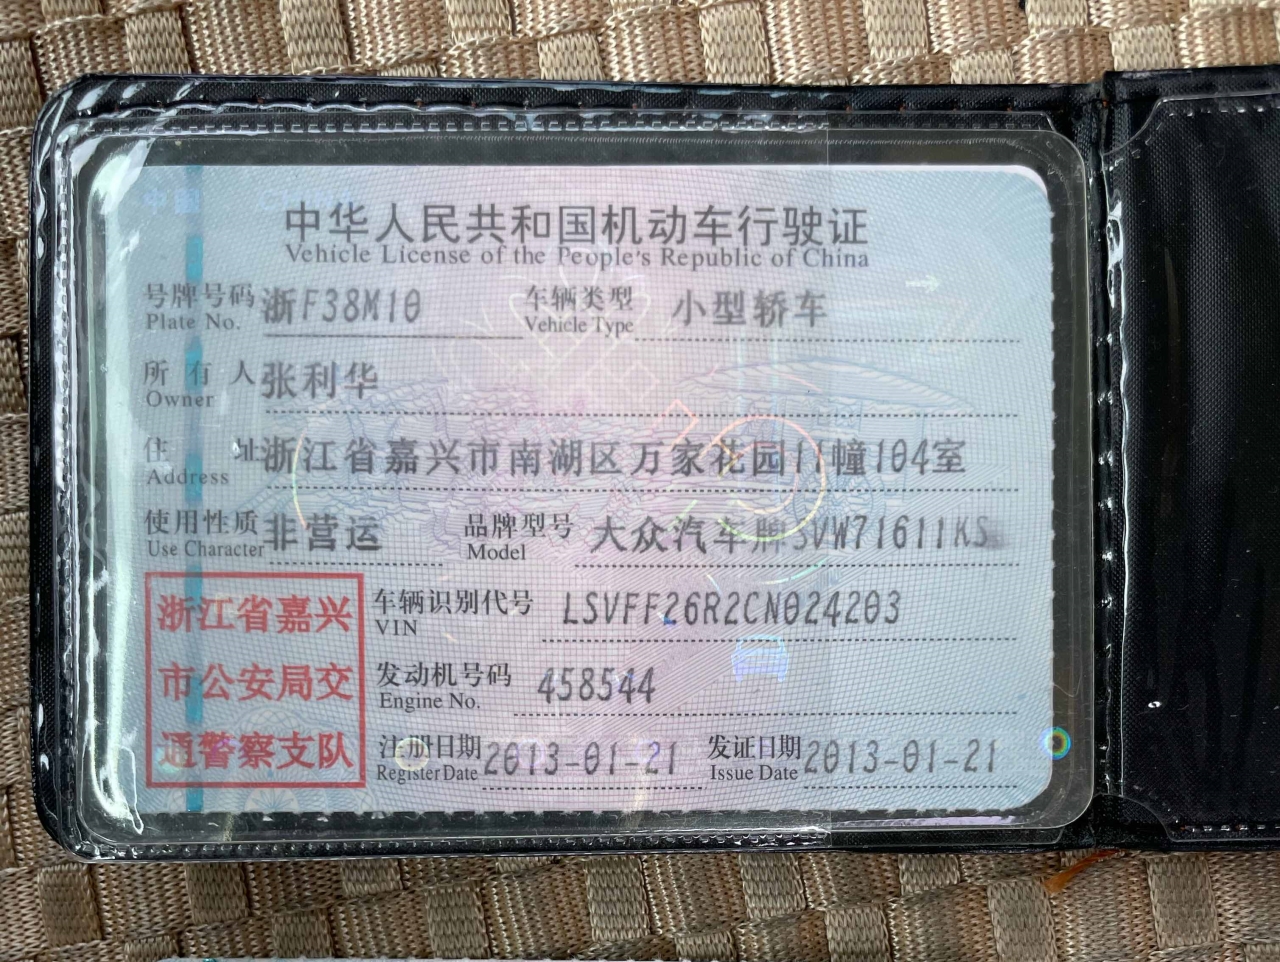 中华人民共和国机动车行驶证
Vehicle License of the People's Republic of China
号牌号码 浙F38M10 车辆类型 小型轿车
Plate No. Vehicle Type
所有人 张利华
Owner
住址 浙江省嘉兴市南湖区万家花园11幢104室
Address
使用性质 非营运 品牌型号 大众汽车牌SVW71611KS
Use Character Model
浙江省嘉兴
市公安局交
通警察支队
车辆识别代号 LSVFF26R2CN024203
VIN
发动机号码 458544
Engine No.
注册日期 2013-01-21 发证日期 2013-01-21
Register Date Issue Date